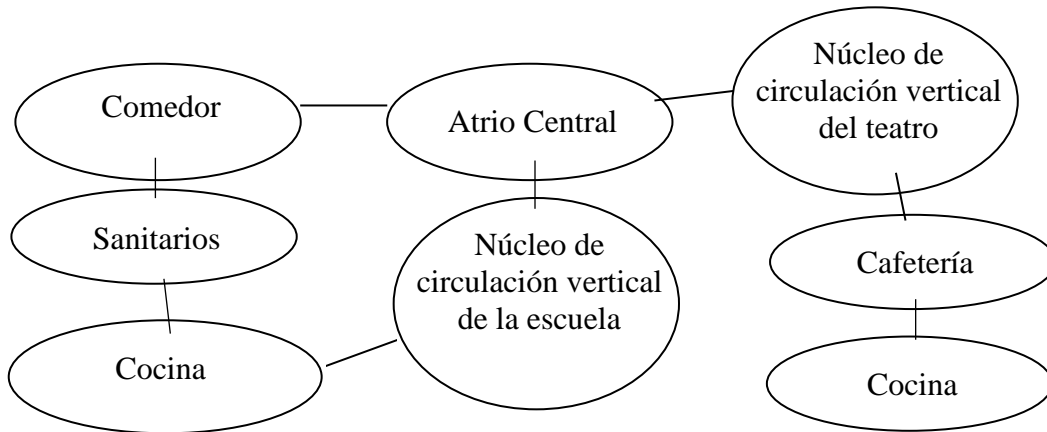 Comedor
Atrio Central
Núcleo de
circulación vertical
del teatro
Sanitarios
Núcleo de
circulación vertical
de la escuela
Cafetería
Cocina
Cocina